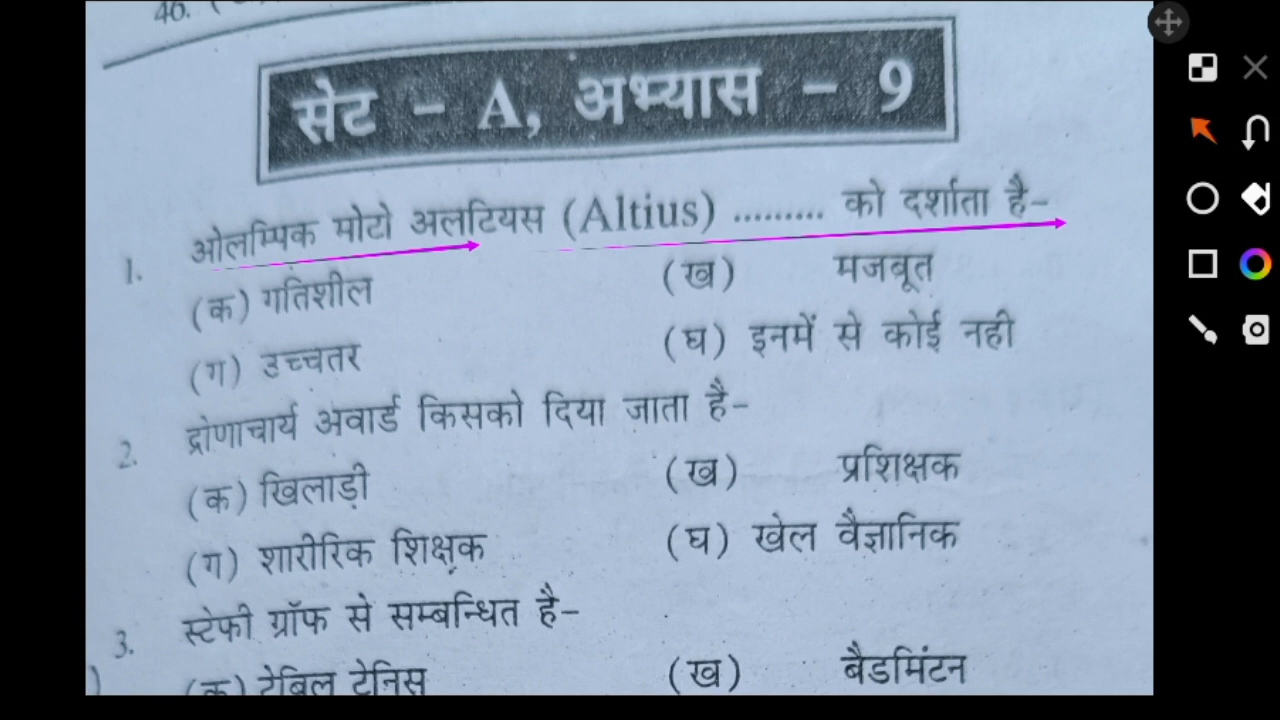 40. (
सेट - A, अभ्यास - 9
1. ओलम्पिक मोटो अलटियस (Altius) ......... को दर्शाता है-
(क) गतिशील (ख) मजबूत
(ग) उच्चतर (घ) इनमें से कोई नही
2. द्रोणाचार्य अवार्ड किसको दिया जाता है-
(क) खिलाड़ी (ख) प्रशिक्षक
(ग) शारीरिक शिक्षक (घ) खेल वैज्ञानिक
3. स्टेफी ग्रॉफ से सम्बन्धित है-
(क) टेबिल टेनिस (ख) बैडमिंटन